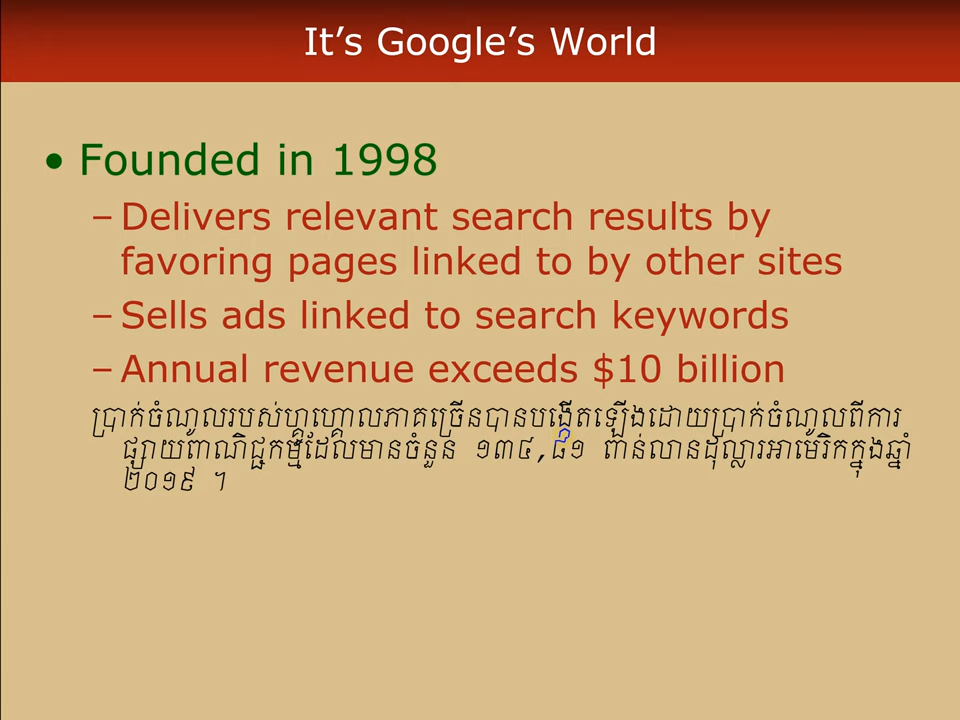 It’s Google’s World
• Founded in 1998
– Delivers relevant search results by
favoring pages linked to by other sites
– Sells ads linked to search keywords
– Annual revenue exceeds $10 billion
ប្រាក់ចំណូលរបស់ហ្គូហ្គោលភាគច្រើនបានបង្កើតឡើងដោយប្រាក់ចំណូលពីការ
ផ្សាយពាណិជ្ជកម្មដែលមានចំនួន ១៣៤,៨១ ពាន់លានដុល្លារអាមេរិកក្នុងឆ្នាំ
២០១៩ ។